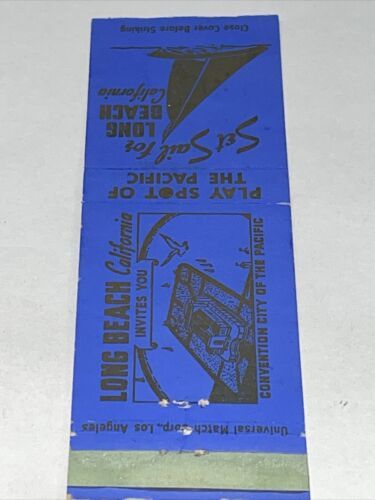 Close Cover Before Striking
Set Sail for
LONG
BEACH
California
PLAY SPOT OF
THE PACIFIC
LONG BEACH California
INVITES YOU
CONVENTION CITY OF THE PACIFIC
Universal Match Corp., Los Angeles